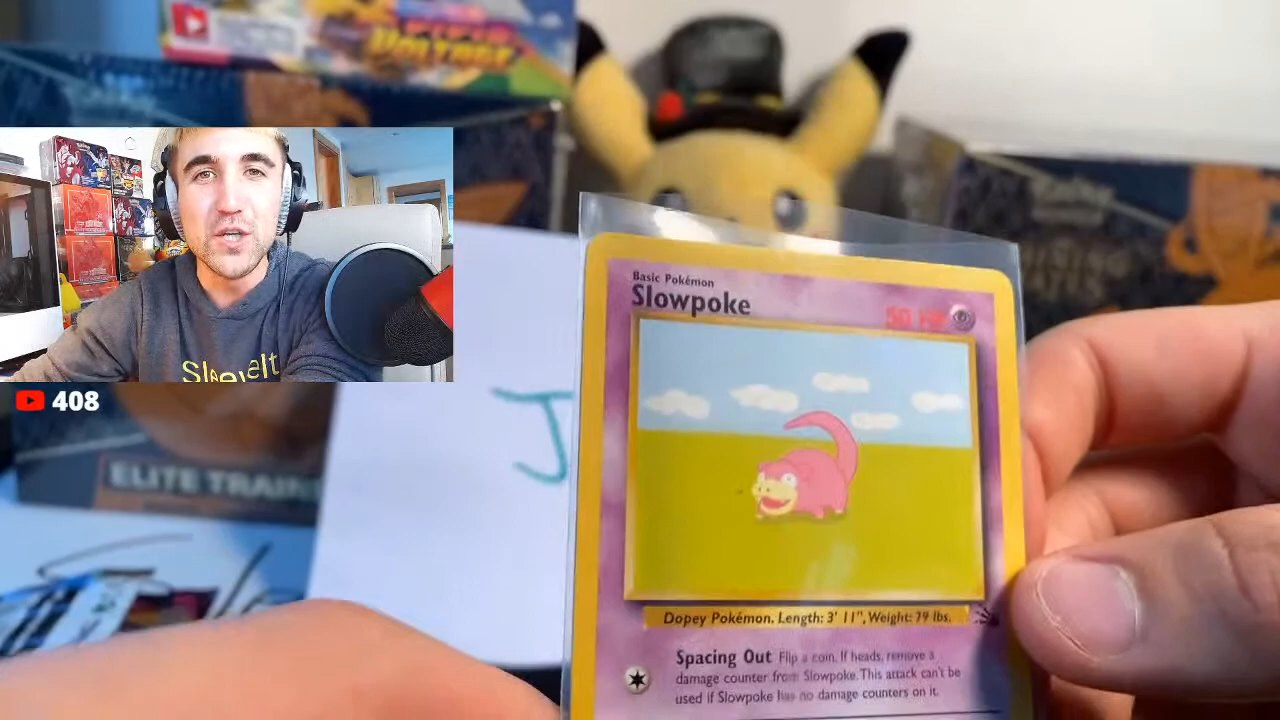 VOLTAGE
408
ELITE TRAINE
J
Basic Pokémon
Slowpoke
50 HP
Dopey Pokémon. Length: 3' 11", Weight: 79 lbs.
Spacing Out Flip a coin. If heads, remove a
damage counter from Slowpoke. This attack can't be
used if Slowpoke has no damage counters on it.